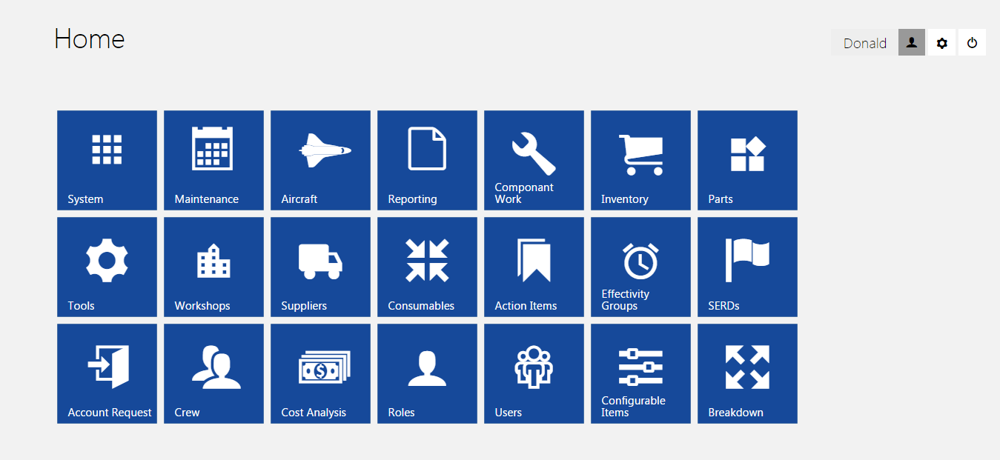 Home
Donald
System
Maintenance
Aircraft
Reporting
Componant
Work
Inventory
Parts
Tools
Workshops
Suppliers
Consumables
Action Items
Effectivity
Groups
SERDs
Account Request
Crew
Cost Analysis
Roles
Users
Configurable
Items
Breakdown